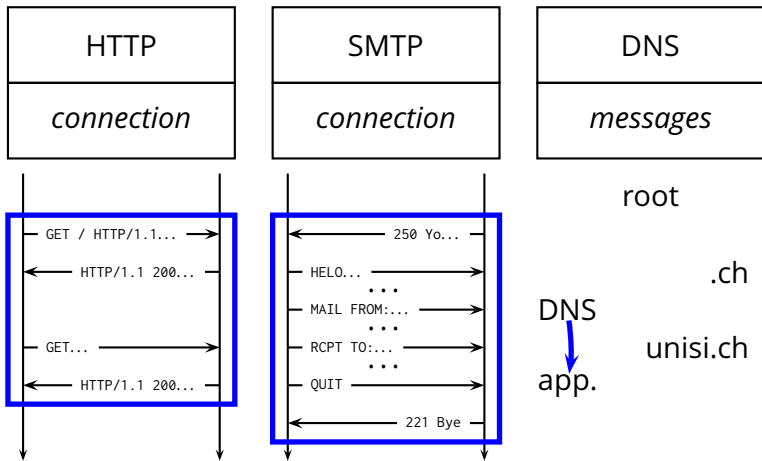 HTTP
connection
GET / HTTP/1.1...
HTTP/1.1 200...
GET...
HTTP/1.1 200...
SMTP
connection
250 Yo...
HELO...
...
MAIL FROM:...
...
RCPT TO:...
...
QUIT
221 Bye
DNS
messages
root
.ch
DNS
unisi.ch
app.